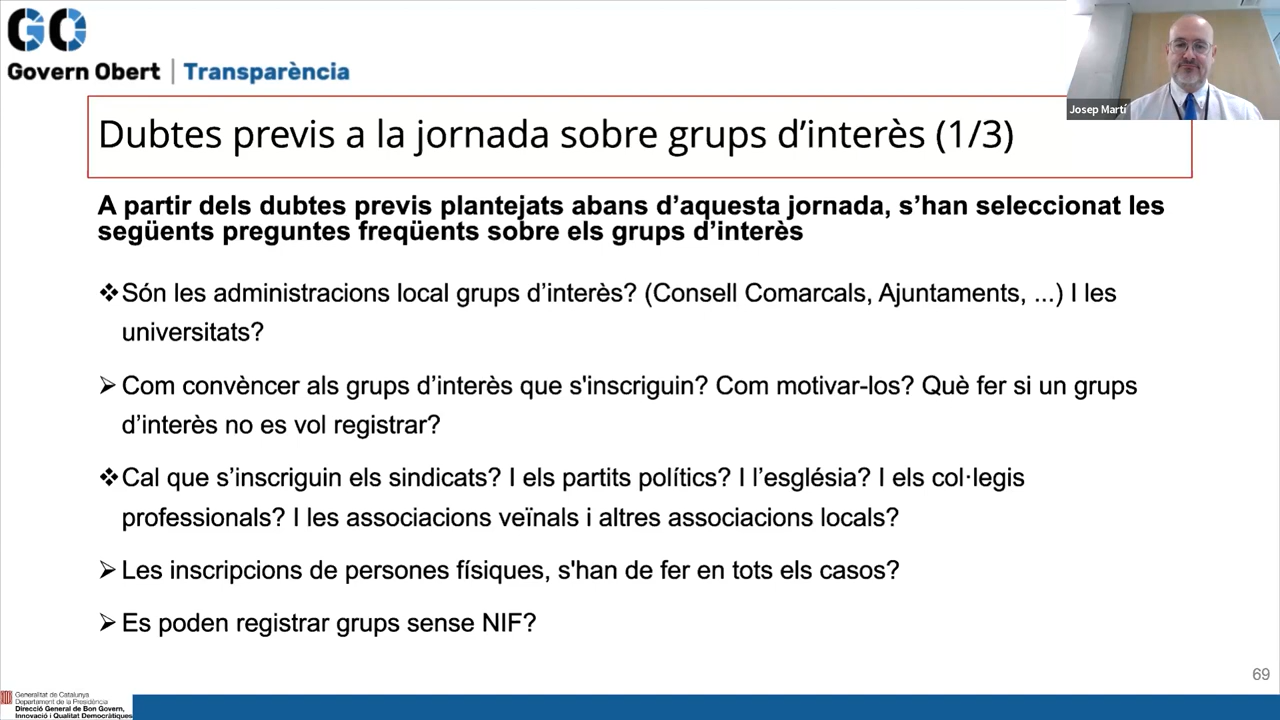 GO
Govern Obert | Transparència
Josep Martí
Dubtes previs a la jornada sobre grups d’interès (1/3)
A partir dels dubtes previs plantejats abans d’aquesta jornada, s’han seleccionat les
següents preguntes freqüents sobre els grups d’interès
❖Són les administracions local grups d’interès? (Consell Comarcals, Ajuntaments, ...) I les
universitats?
➢Com convèncer als grups d’interès que s'inscriguin? Com motivar-los? Què fer si un grups
d’interès no es vol registrar?
❖Cal que s’inscriguin els sindicats? I els partits polítics? I l’església? I els col·legis
professionals? I les associacions veïnals i altres associacions locals?
➢Les inscripcions de persones físiques, s'han de fer en tots els casos?
➢Es poden registrar grups sense NIF?
69
Generalitat de Catalunya
Departament de la Presidència
Direcció General de Bon Govern,
Innovació i Qualitat Democràtiques